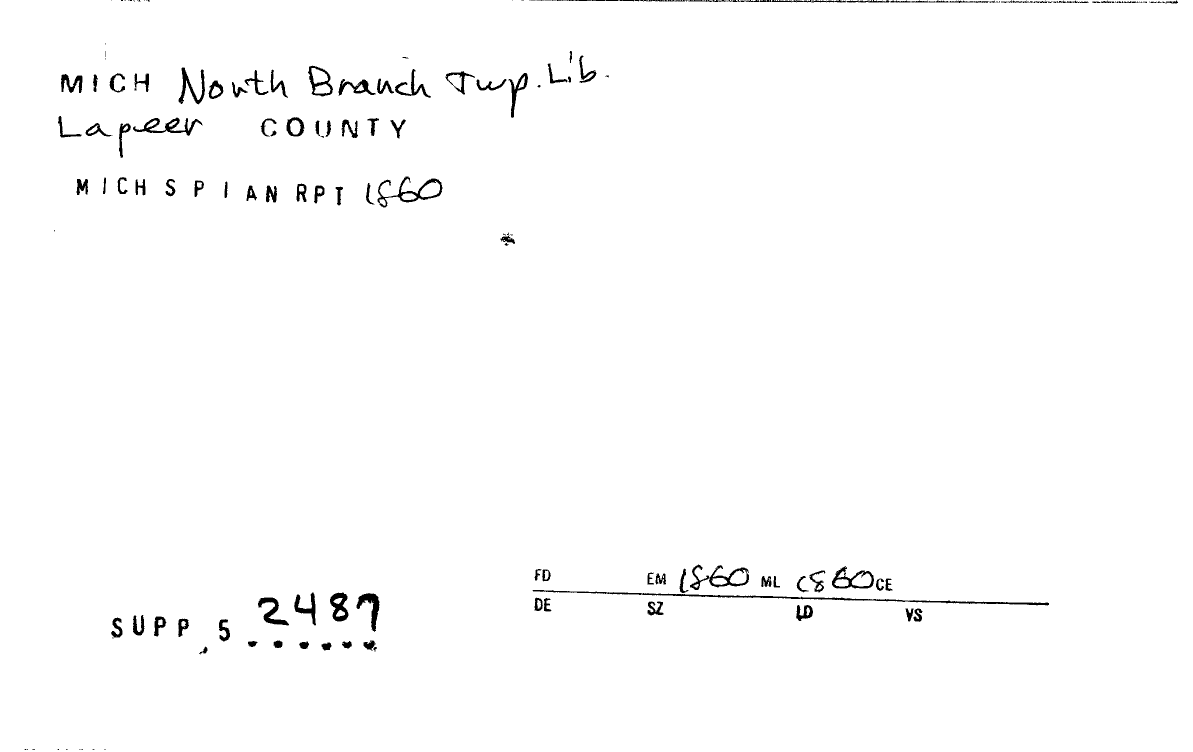 MICH North Branch Twp. Lib.
Lapeer COUNTY
MICH S P I AN RPT 1860
FD EM 1860 ML 1860 CE
DE SZ LD VS
SUPP, 5 2487